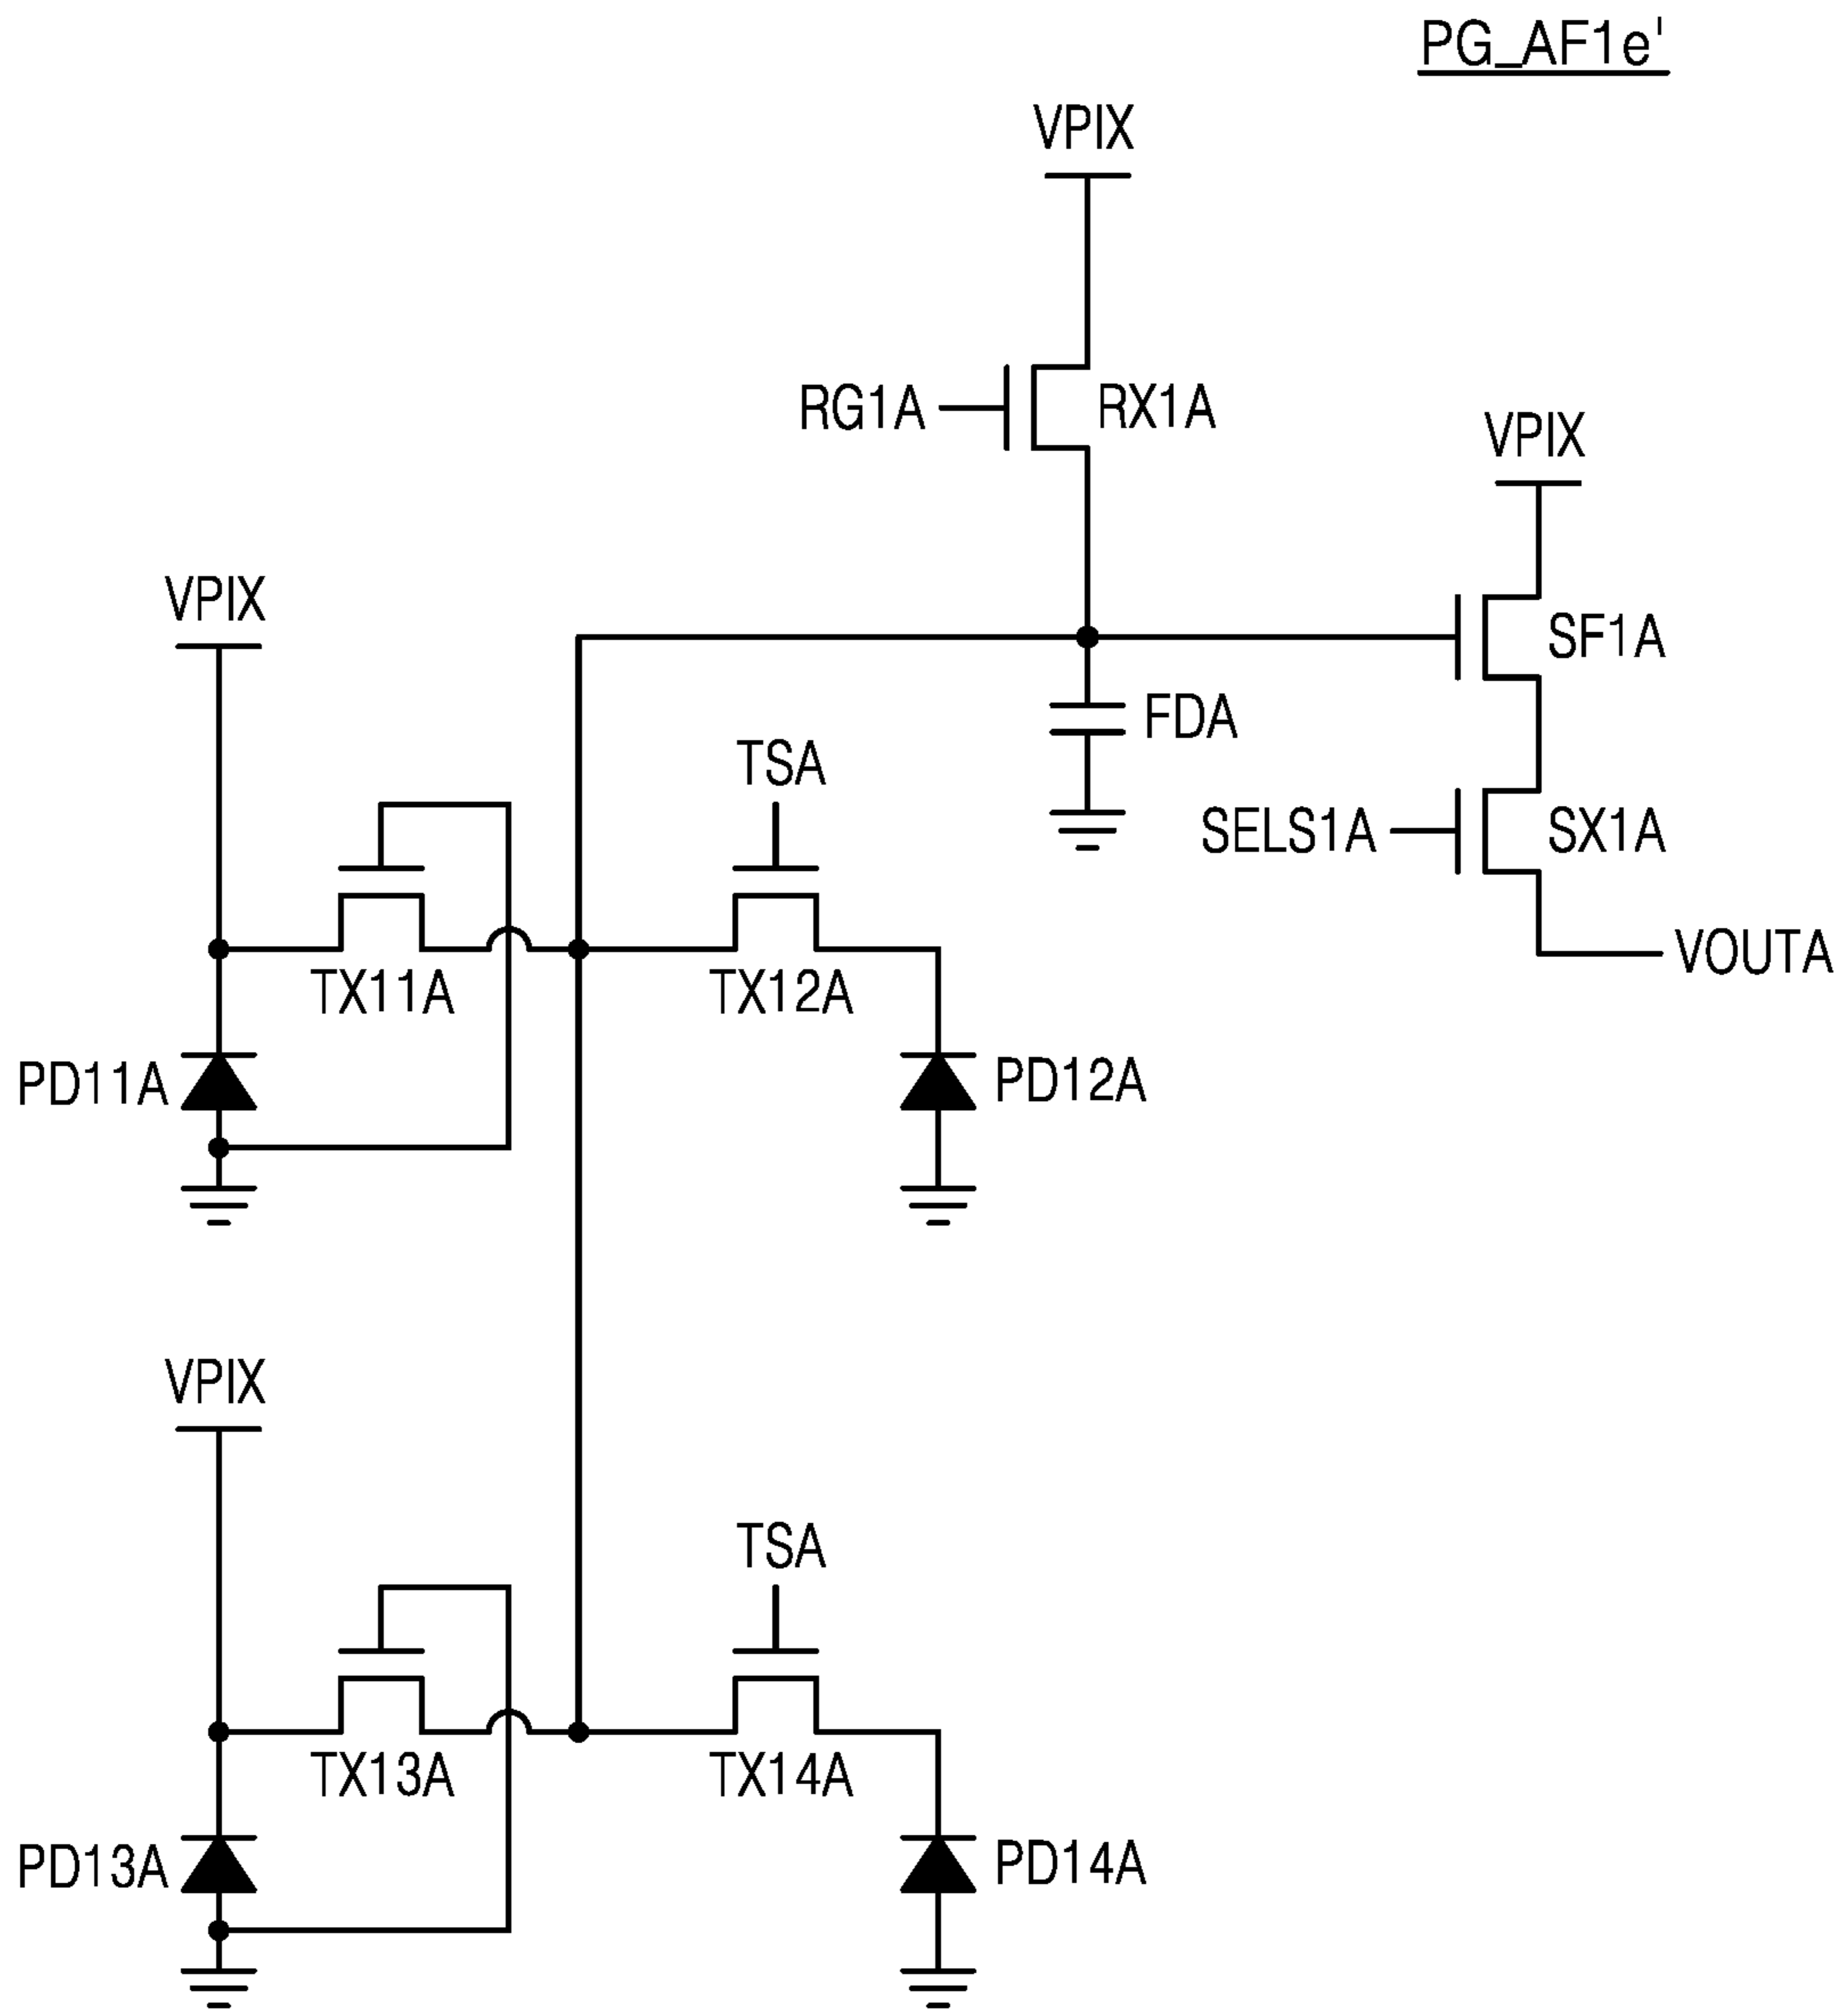 PG_AF1e'
VPIX
RG1A
RX1A
VPIX
VPIX
SF1A
FDA
TSA
SELS1A
SX1A
VOUTA
TX11A
TX12A
PD11A
PD12A
VPIX
TSA
TX13A
TX14A
PD13A
PD14A